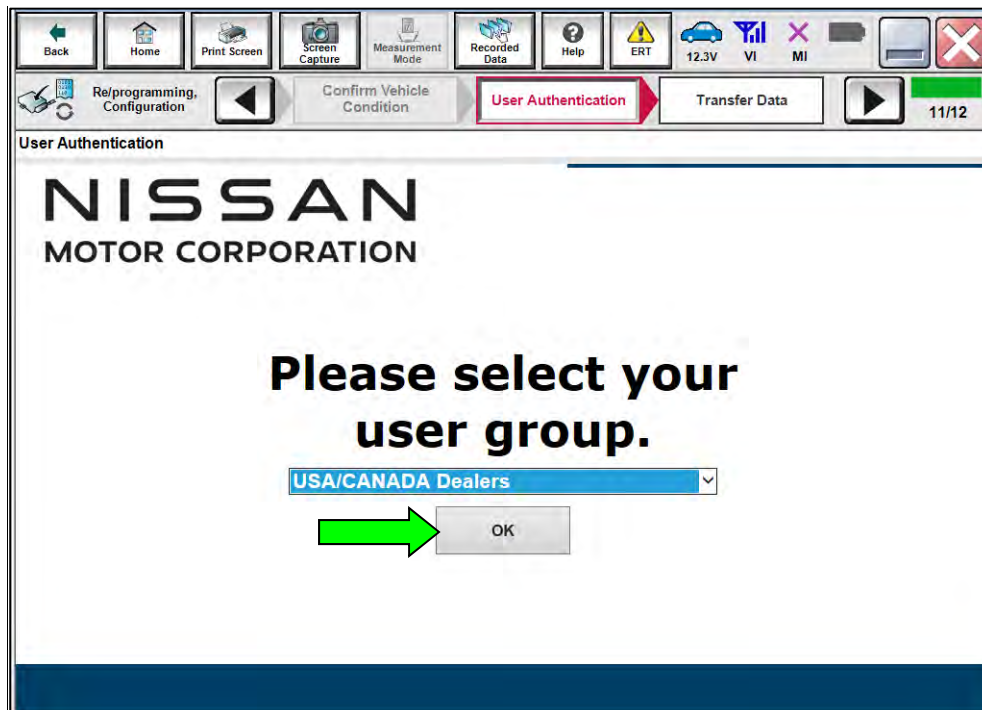 Back
Home
Print Screen
Screen Capture
Measurement Mode
Recorded Data
Help
ERT
12.3V
VI
MI
Re/programming, Configuration
Confirm Vehicle Condition
User Authentication
Transfer Data
11/12
User Authentication
NISSAN
MOTOR CORPORATION
Please select your
user group.
USA/CANADA Dealers
OK